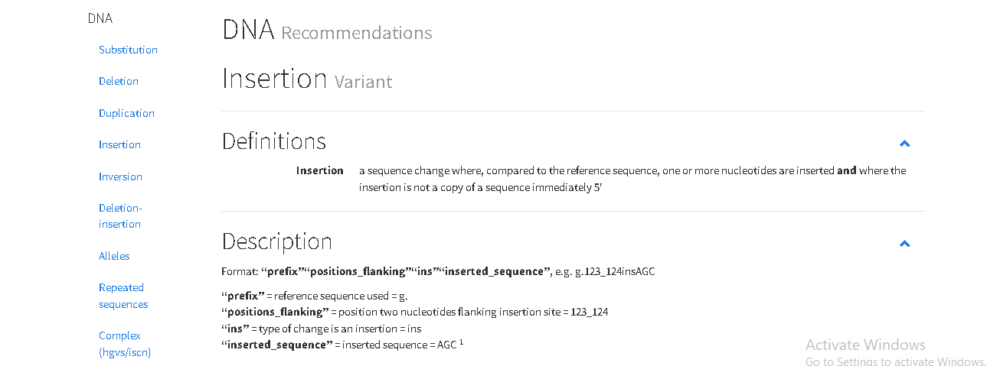 DNA
Substitution
Deletion
Duplication
Insertion
Inversion
Deletion-
insertion
Alleles
Repeated
sequences
Complex
(hgvs/iscn)
DNA Recommendations
Insertion Variant
Definitions
Insertion a sequence change where, compared to the reference sequence, one or more nucleotides are inserted and where the
insertion is not a copy of a sequence immediately 5'
Description
Format: “prefix”“positions_flanking”“ins”“inserted_sequence”, e.g. g.123_124insAGC
“prefix” = reference sequence used = g.
“positions_flanking” = position two nucleotides flanking insertion site = 123_124
“ins” = type of change is an insertion = ins
“inserted_sequence” = inserted sequence = AGC ¹
Activate Windows
Go to Settings to activate Windows.